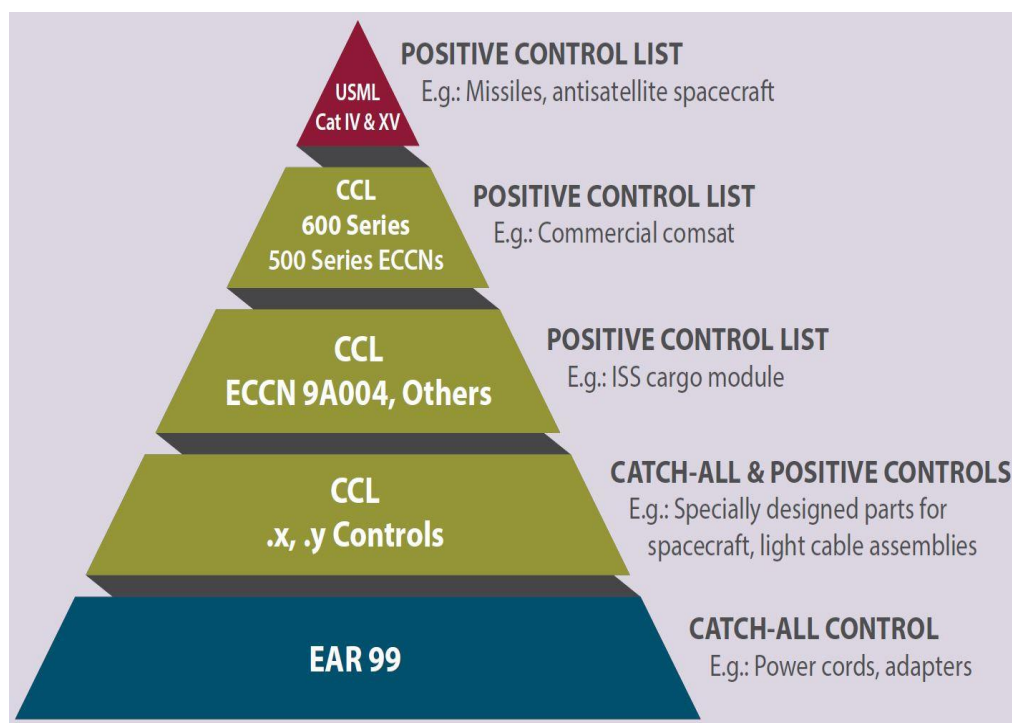 POSITIVE CONTROL LIST
E.g.: Missiles, antisatellite spacecraft
USML
Cat IV & XV
CCL
600 Series
500 Series ECCNs
POSITIVE CONTROL LIST
E.g.: Commercial comsat
CCL
ECCN 9A004, Others
POSITIVE CONTROL LIST
E.g.: ISS cargo module
CCL
.x, .y Controls
CATCH-ALL & POSITIVE CONTROLS
E.g.: Specially designed parts for
spacecraft, light cable assemblies
EAR 99
CATCH-ALL CONTROL
E.g.: Power cords, adapters